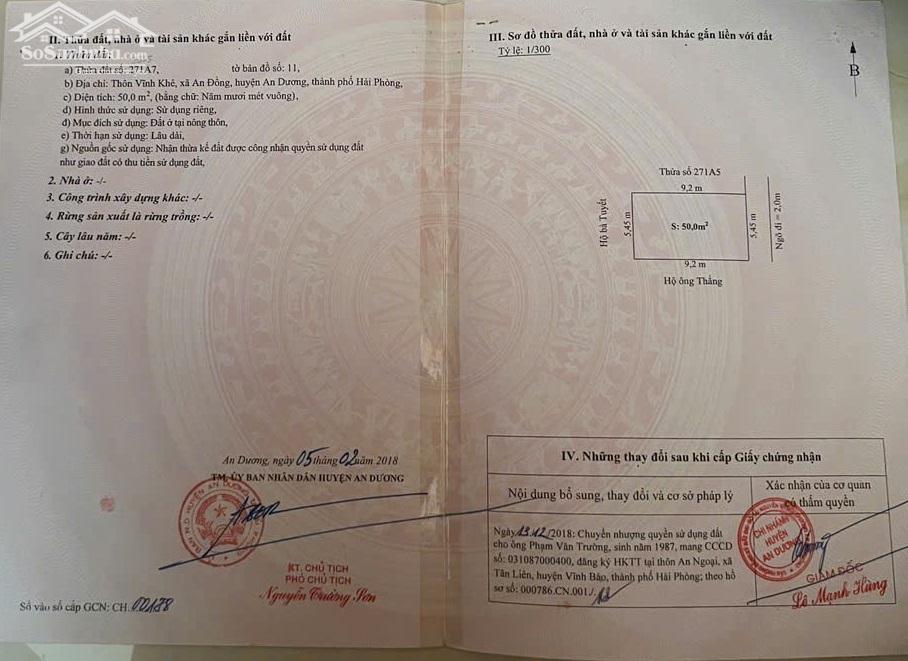 SoSanhnha.com
II. Thửa đất, nhà ở và tài sản khác gắn liền với đất
1. Thửa đất:
a) Thửa đất số: 271A7, tờ bản đồ số: 11,
b) Địa chỉ: Thôn Vĩnh Khê, xã An Đồng, huyện An Dương, thành phố Hải Phòng,
c) Diện tích: 50,0 m², (bằng chữ: Năm mươi mét vuông),
d) Hình thức sử dụng: Sử dụng riêng,
đ) Mục đích sử dụng: Đất ở tại nông thôn,
e) Thời hạn sử dụng: Lâu dài,
g) Nguồn gốc sử dụng: Nhận thừa kế đất được công nhận quyền sử dụng đất
như giao đất có thu tiền sử dụng đất,
2. Nhà ở: -/-
3. Công trình xây dựng khác: -/-
4. Rừng sản xuất là rừng trồng: -/-
5. Cây lâu năm: -/-
6. Ghi chú: -/-
An Dương, ngày 05 tháng 02 năm 2018
TM. ỦY BAN NHÂN DÂN HUYỆN AN DƯƠNG
KT. CHỦ TỊCH
PHÓ CHỦ TỊCH
Nguyễn Trường Sơn
Số vào sổ cấp GCN: CH. 00178
III. Sơ đồ thửa đất, nhà ở và tài sản khác gắn liền với đất
Tỷ lệ: 1/300
B
Thửa số 271A5
9,2 m
Hộ bà Tuyết
5,45 m
S: 50,0m²
5,45 m
Ngõ đi = 2,0m
9,2 m
Hộ ông Thắng
IV. Những thay đổi sau khi cấp Giấy chứng nhận
Nội dung bổ sung, thay đổi và cơ sở pháp lý
Xác nhận của cơ quan
có thẩm quyền
Ngày 13.12/2018: Chuyển nhượng quyền sử dụng đất
cho ông Phạm Văn Trường, sinh năm 1987, mang CCCD
số: 031087000400, đăng ký HKTT tại thôn An Ngoại, xã
Tân Liên, huyện Vĩnh Bảo, thành phố Hải Phòng; theo hồ
sơ số: 000786.CN.001./.
CHI NHÁNH
HUYỆN
AN DƯƠNG
GIÁM ĐỐC
Lê Mạnh Hùng